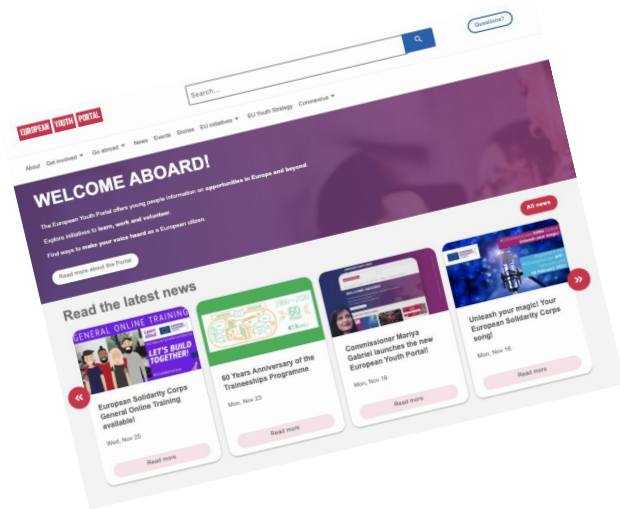 Questions?
Search...
EUROPEAN YOUTH PORTAL
About Get involved Go abroad News Events Stories EU initiatives EU Youth Strategy Coronavirus
WELCOME ABOARD!
The European Youth Portal offers young people information on opportunities in Europe and beyond.
Explore initiatives to learn, work and volunteer.
Find ways to make your voice heard as a European citizen.
Read more about the Portal
All news
Read the latest news
GENERAL ONLINE TRAINING
LET'S BUILD
TOGETHER!
European Solidarity Corps
General Online Training
available!
Wed, Nov 25
Read more
1960-2020
60
60 Years Anniversary of the
Traineeships Programme
Mon, Nov 23
Read more
WELCOME ABOARD!
Commissioner Mariya
Gabriel launches the new
European Youth Portal!
Mon, Nov 16
Read more
Unleash your magic! Your
European Solidarity Corps
song!
Mon, Nov 16
Read more